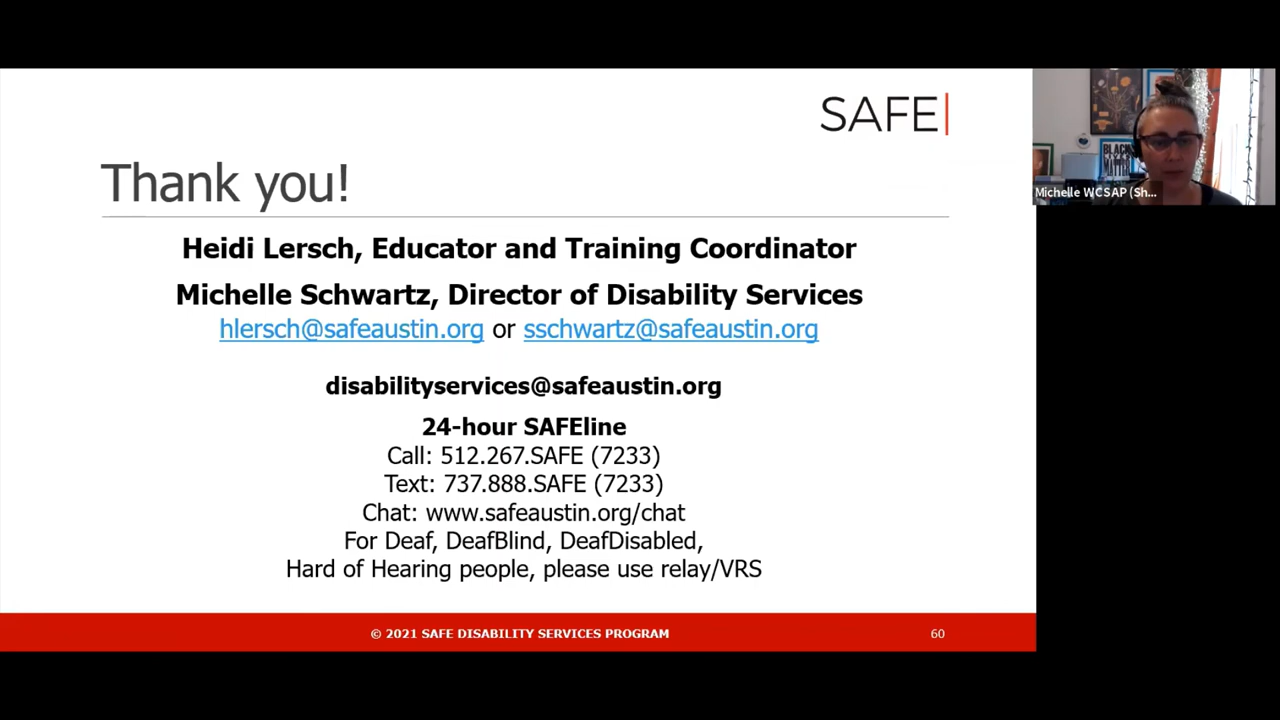 SAFE
Thank you!
Heidi Lersch, Educator and Training Coordinator
Michelle Schwartz, Director of Disability Services
hlersch@safeaustin.org or sschwartz@safeaustin.org
disabilityservices@safeaustin.org
24-hour SAFEline
Call: 512.267.SAFE (7233)
Text: 737.888.SAFE (7233)
Chat: www.safeaustin.org/chat
For Deaf, DeafBlind, DeafDisabled,
Hard of Hearing people, please use relay/VRS
© 2021 SAFE DISABILITY SERVICES PROGRAM
60
BLACK
MATTER
Michelle WCSAP (Sh...